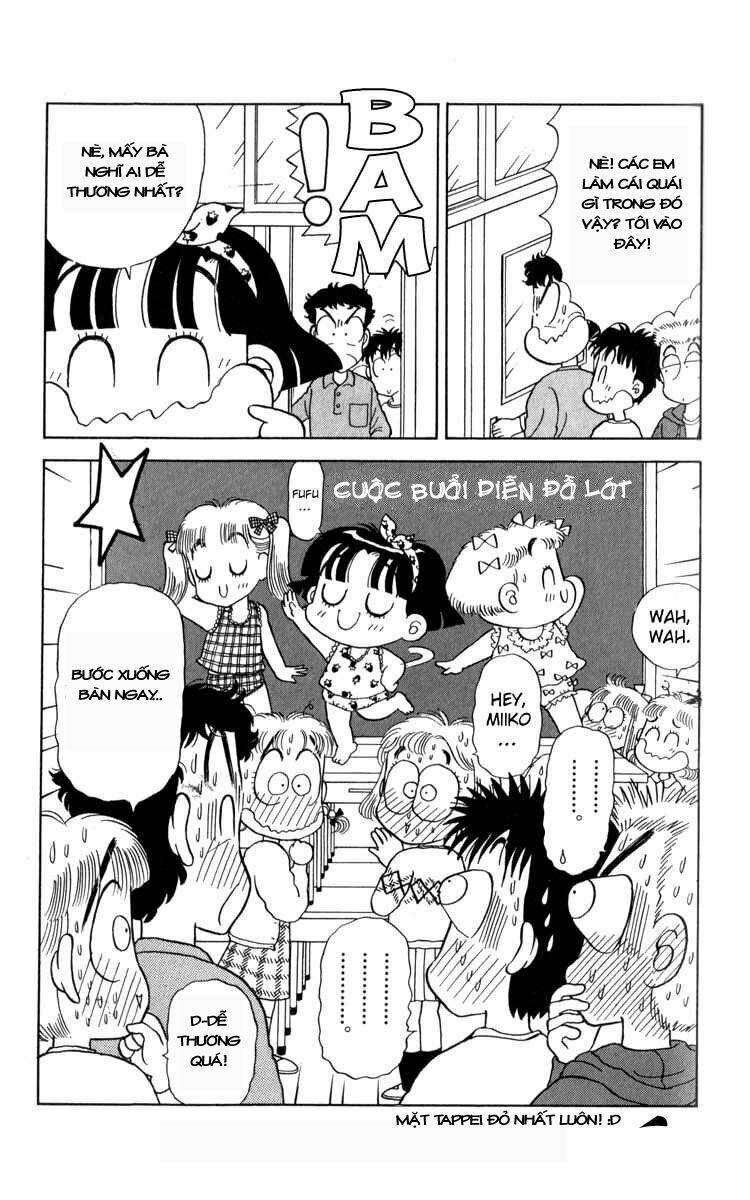 NÈ, MẤY BÀ
NGHĨ AI DỄ
THƯƠNG NHẤT?
!
BAM
NÈ! CÁC EM
LÀM CÁI QUÁI
GÌ TRONG ĐÓ
VẬY? TÔI VÀO
ĐÂY!
FUFU
...
CUỘC BUỔI DIỄN ĐỒ LÓT
WAH,
WAH.
BƯỚC XUỐNG
BÀN NGAY..
HEY,
MIIKO
...
.......
.......
D-DỄ
THƯƠNG
QUÁ!
MẶT TAPPEI ĐỎ NHẤT LUÔN! :D